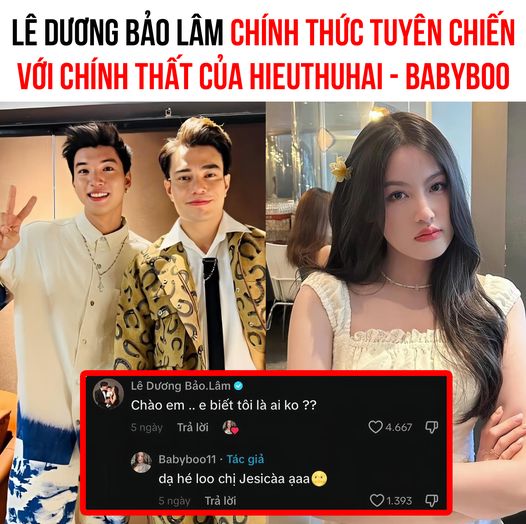 LÊ DƯƠNG BẢO LÂM CHÍNH THỨC TUYÊN CHIẾN
VỚI CHÍNH THẤT CỦA HIEUTHUHAI - BABYBOO
Lê Dương Bảo.Lâm
Chào em .. e biết tôi là ai ko ??
5 ngày Trả lời 4.667
Babyboo11 · Tác giả
dạ hé loo chị Jesicàa ạaa😬
5 ngày Trả lời 1.393